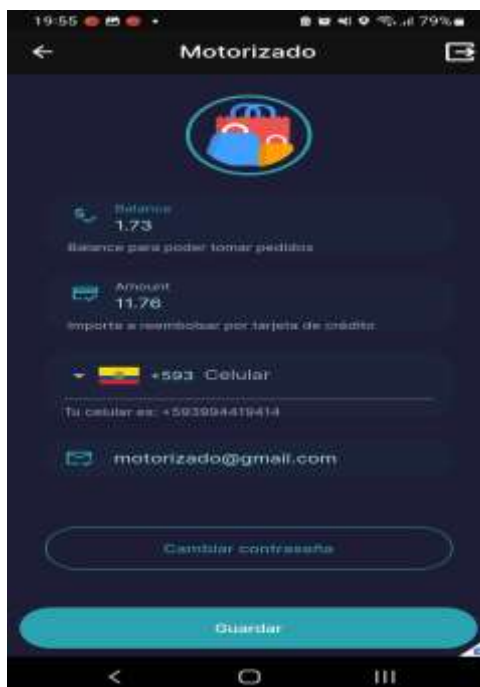 19:55
79%
Motorizado
Balance
1.73
Balance para poder tomar pedidos
Amount
11.76
Importe a reembolsar por tarjeta de crédito
+593 Celular
Tu celular es: +593994419414
motorizado@gmail.com
Cambiar contraseña
Guardar